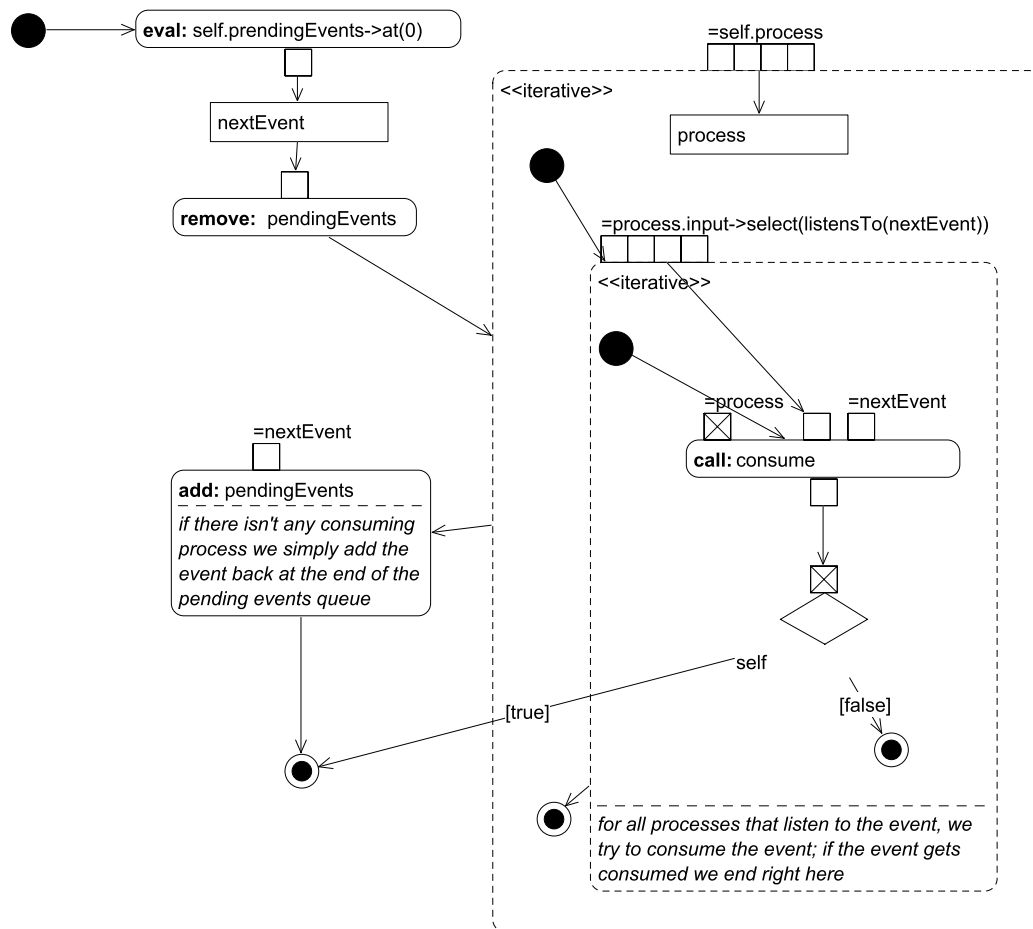 eval: self.prendingEvents->at(0)
=self.process
<<iterative>>
nextEvent
process
remove: pendingEvents
=process.input->select(listensTo(nextEvent))
<<iterative>>
=process
=nextEvent
call: consume
=nextEvent
add: pendingEvents
if there isn't any consuming
process we simply add the
event back at the end of the
pending events queue
self
[true]
[false]
for all processes that listen to the event, we
try to consume the event; if the event gets
consumed we end right here